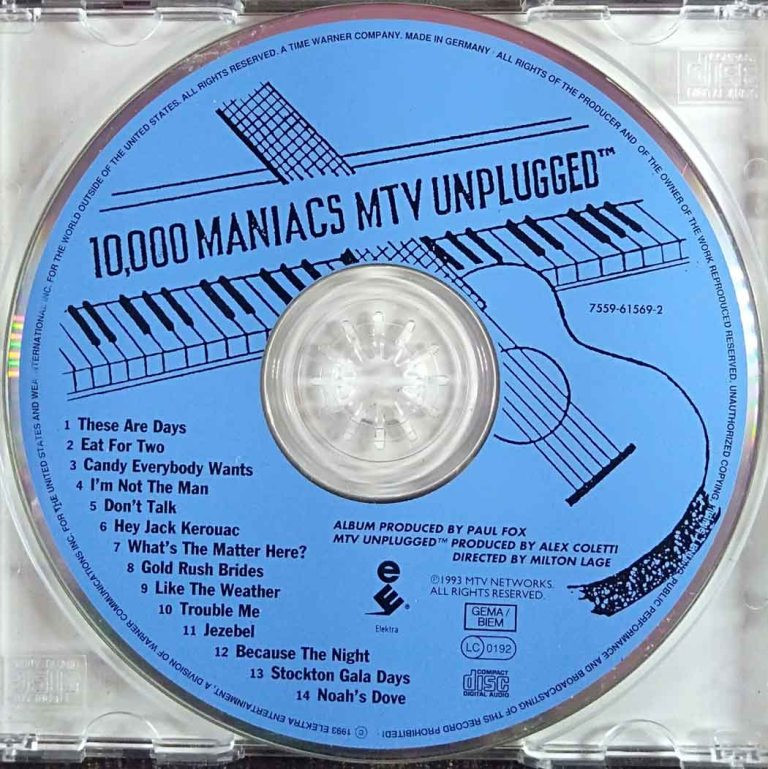 10,000 MANIACS MTV UNPLUGGED™
7559-61569-2
1 These Are Days
2 Eat For Two
3 Candy Everybody Wants
4 I'm Not The Man
5 Don't Talk
6 Hey Jack Kerouac
7 What's The Matter Here?
8 Gold Rush Brides
9 Like The Weather
10 Trouble Me
11 Jezebel
12 Because The Night
13 Stockton Gala Days
14 Noah's Dove
ALBUM PRODUCED BY PAUL FOX
MTV UNPLUGGED™ PRODUCED BY ALEX COLETTI
DIRECTED BY MILTON LAGE
℗1993 MTV NETWORKS.
ALL RIGHTS RESERVED.
GEMA/
BIEM
LC 0192
COMPACT
disc
DIGITAL AUDIO
e
Elektra
© 1993 ELEKTRA ENTERTAINMENT, A DIVISION OF WARNER COMMUNICATIONS INC. FOR THE UNITED STATES AND WEA INTERNATIONAL INC. FOR THE WORLD OUTSIDE OF THE UNITED STATES. ALL RIGHTS RESERVED. A TIME WARNER COMPANY. MADE IN GERMANY · ALL RIGHTS OF THE PRODUCER AND OF THE OWNER OF THE WORK REPRODUCED RESERVED. UNAUTHORIZED COPYING, PUBLIC PERFORMANCE AND BROADCASTING OF THIS RECORD PROHIBITED!
COMPACT
disc
DIGITAL AUDIO